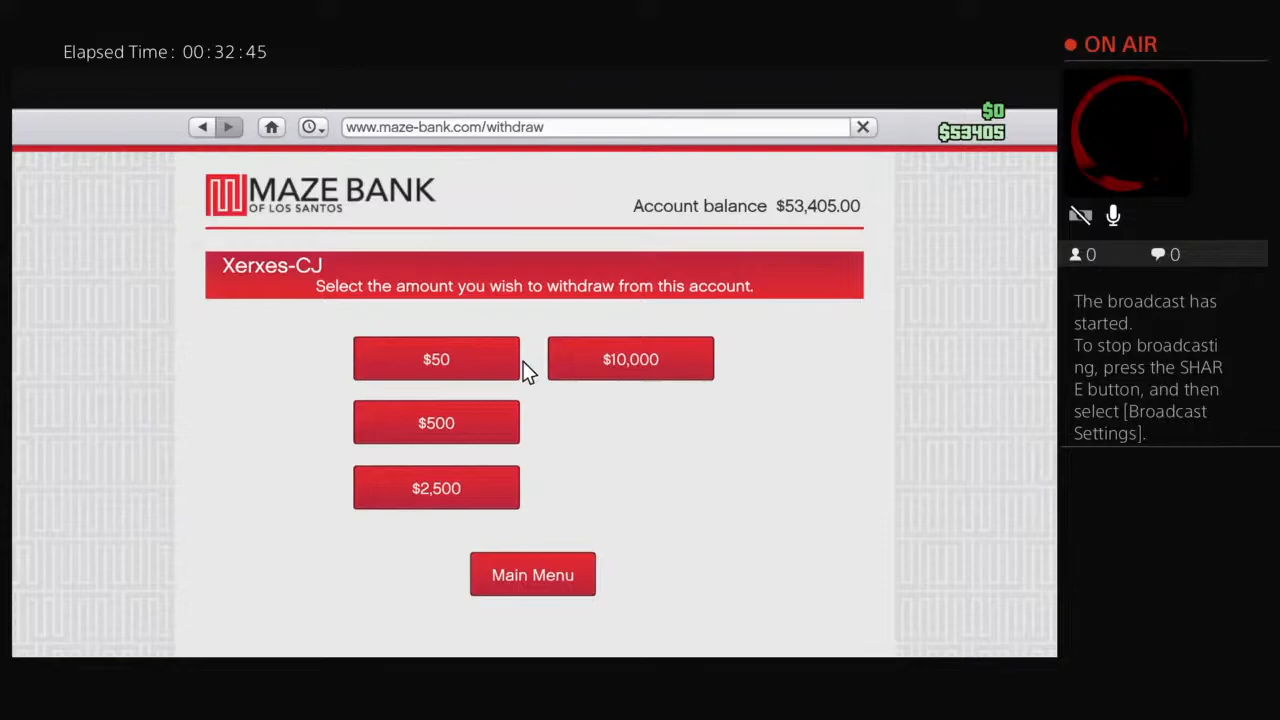 Elapsed Time: 00:32:45
ON AIR
www.maze-bank.com/withdraw
$0
$53405
MAZE BANK
OF LOS SANTOS
Account balance $53,405.00
0 0
Xerxes-CJ
Select the amount you wish to withdraw from this account.
The broadcast has
started.
To stop broadcasti
ng, press the SHAR
E button, and then
select [Broadcast
Settings].
$50 $10,000
$500
$2,500
Main Menu